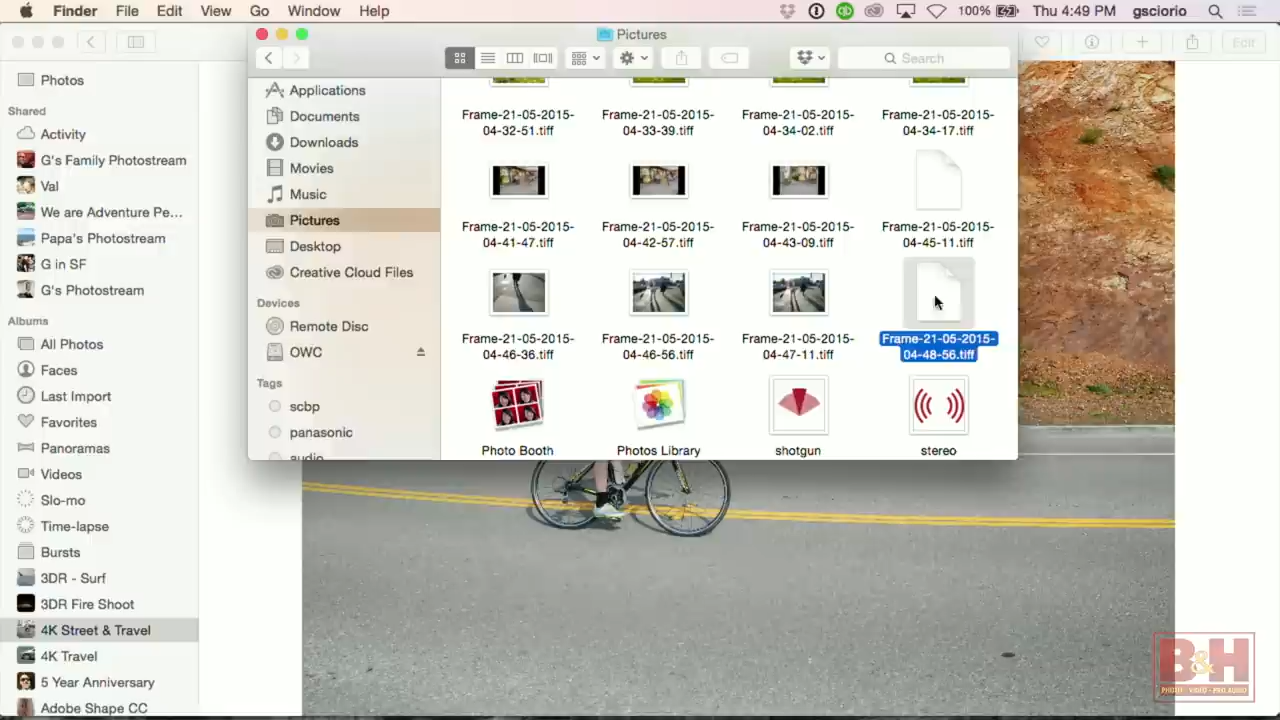 Finder File Edit View Go Window Help
100% Thu 4:49 PM gsciorio
Pictures
Search
Edit
Photos
Shared
Activity
G's Family Photostream
Val
We are Adventure Pe...
Papa's Photostream
G in SF
G's Photostream
Albums
All Photos
Faces
Last Import
Favorites
Panoramas
Videos
Slo-mo
Time-lapse
Bursts
3DR - Surf
3DR Fire Shoot
4K Street & Travel
4K Travel
5 Year Anniversary
Adobe Shape CC
Applications
Documents
Downloads
Movies
Music
Pictures
Desktop
Creative Cloud Files
Devices
Remote Disc
OWC
Tags
scbp
panasonic
audio
Frame-21-05-2015-
04-32-51.tiff
Frame-21-05-2015-
04-33-39.tiff
Frame-21-05-2015-
04-34-02.tiff
Frame-21-05-2015-
04-34-17.tiff
Frame-21-05-2015-
04-41-47.tiff
Frame-21-05-2015-
04-42-57.tiff
Frame-21-05-2015-
04-43-09.tiff
Frame-21-05-2015-
04-45-11.tiff
Frame-21-05-2015-
04-46-36.tiff
Frame-21-05-2015-
04-46-56.tiff
Frame-21-05-2015-
04-47-11.tiff
Frame-21-05-2015-
04-48-56.tiff
Photo Booth
Photos Library
shotgun
stereo
B&H
PHOTO - VIDEO - PRO AUDIO